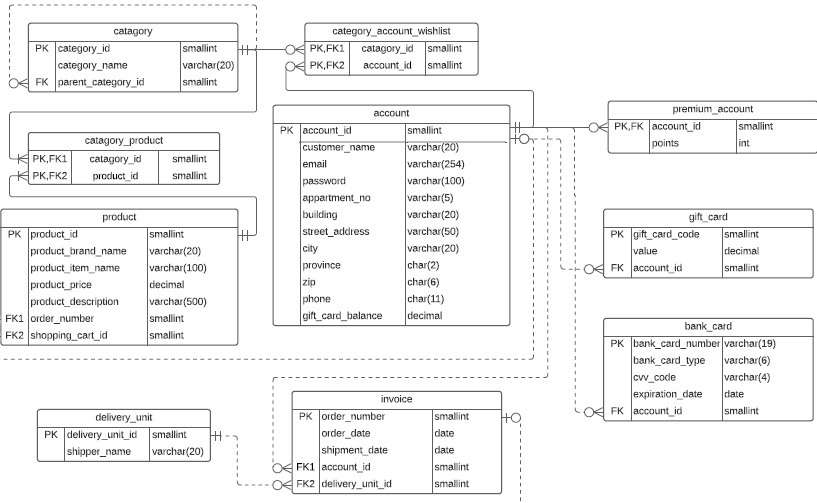 catagory
PK category_id smallint
category_name varchar(20)
FK parent_category_id smallint
category_account_wishlist
PK,FK1 catagory_id smallint
PK,FK2 account_id smallint
catagory_product
PK,FK1 catagory_id smallint
PK,FK2 product_id smallint
account
PK account_id smallint
customer_name varchar(20)
email varchar(254)
password varchar(100)
appartment_no varchar(5)
building varchar(20)
street_address varchar(50)
city varchar(20)
province char(2)
zip char(6)
phone char(11)
gift_card_balance decimal
premium_account
PK,FK account_id smallint
points int
product
PK product_id smallint
product_brand_name varchar(20)
product_item_name varchar(100)
product_price decimal
product_description varchar(500)
FK1 order_number smallint
FK2 shopping_cart_id smallint
gift_card
PK gift_card_code smallint
value decimal
FK account_id smallint
bank_card
PK bank_card_number varchar(19)
bank_card_type varchar(6)
cvv_code varchar(4)
expiration_date date
FK account_id smallint
delivery_unit
PK delivery_unit_id smallint
shipper_name varchar(20)
invoice
PK order_number smallint
order_date date
shipment_date date
FK1 account_id smallint
FK2 delivery_unit_id smallint